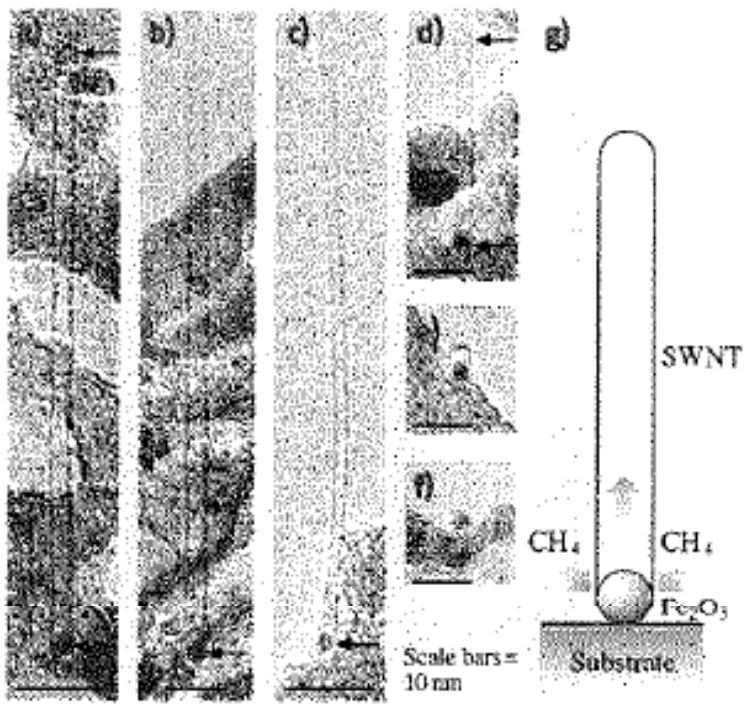 a)
b)
c)
d)
g)
f)
SWNT
CH₄ CH₄
Fe₂O₃
Substrate
Scale bars =
10 nm